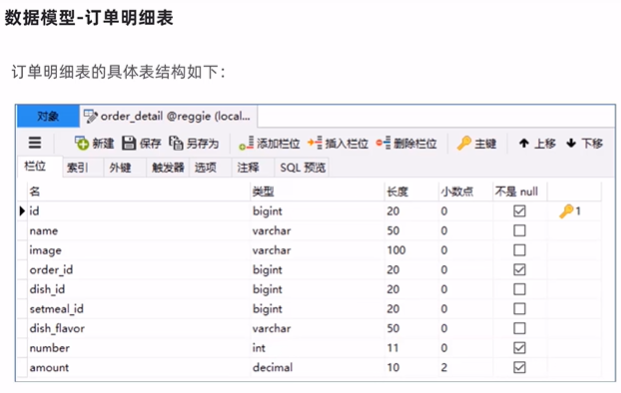 数据模型-订单明细表
订单明细表的具体表结构如下：
对象 order_detail @reggie (local...
新建 保存 另存为 添加栏位 插入栏位 删除栏位 主键 上移 下移
栏位 索引 外键 触发器 选项 注释 SQL 预览
名 类型 长度 小数点 不是 null
id bigint 20 0 1
name varchar 50 0
image varchar 100 0
order_id bigint 20 0
dish_id bigint 20 0
setmeal_id bigint 20 0
dish_flavor varchar 50 0
number int 11 0
amount decimal 10 2